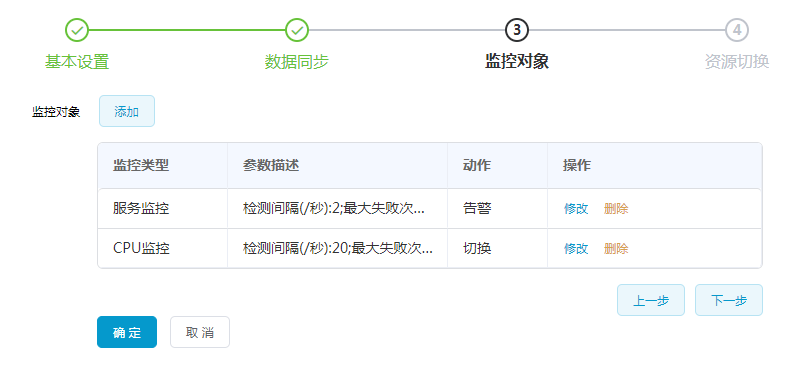 3 4
基本设置 数据同步 监控对象 资源切换
监控对象 添加
监控类型 参数描述 动作 操作
服务监控 检测间隔(/秒):2;最大失败次... 告警 修改 删除
CPU监控 检测间隔(/秒):20;最大失败次... 切换 修改 删除
上一步 下一步
确 定 取 消